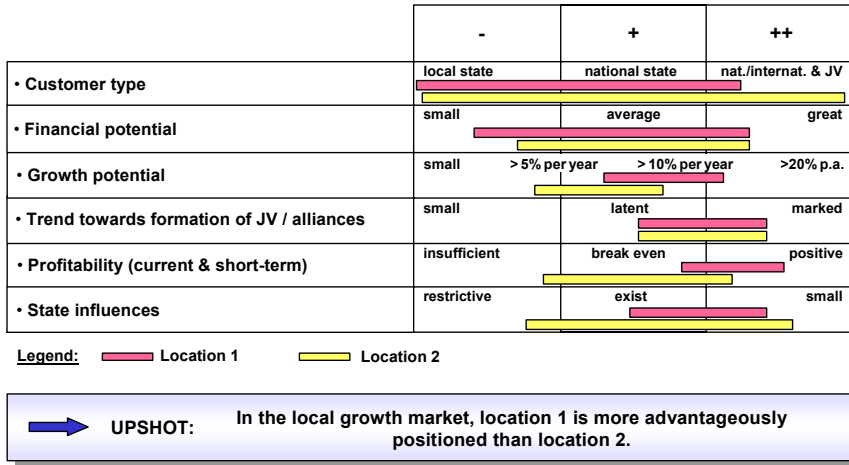 - + ++
• Customer type local state national state nat./internat. & JV
• Financial potential small average great
• Growth potential small > 5% per year > 10% per year >20% p.a.
• Trend towards formation of JV / alliances small latent marked
• Profitability (current & short-term) insufficient break even positive
• State influences restrictive exist small
Legend: Location 1 Location 2
UPSHOT: In the local growth market, location 1 is more advantageously
positioned than location 2.